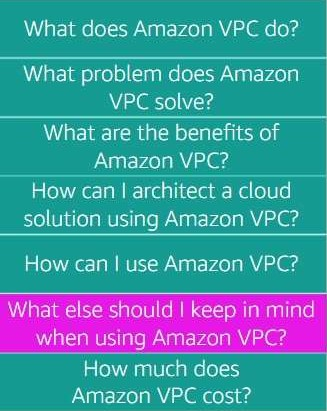 What does Amazon VPC do?
What problem does Amazon
VPC solve?
What are the benefits of
Amazon VPC?
How can I architect a cloud
solution using Amazon VPC?
How can I use Amazon VPC?
What else should I keep in mind
when using Amazon VPC?
How much does
Amazon VPC cost?